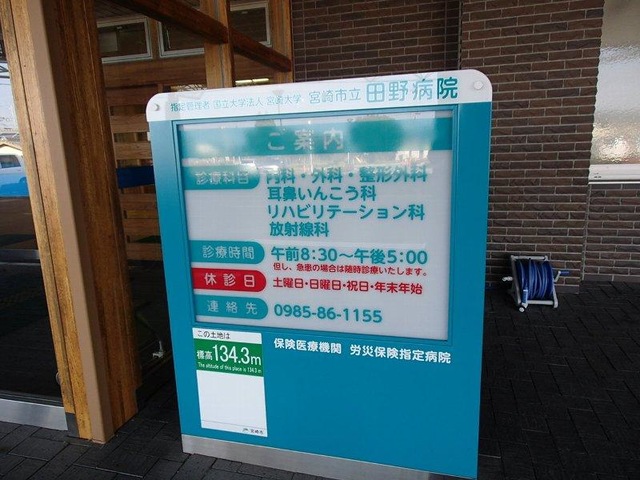 指定管理者 国立大学法人 宮崎大学 宮崎市立 田野病院
ご案内
診療科目 内科・外科・整形外科
耳鼻いんこう科
リハビリテーション科
放射線科
診療時間 午前8:30〜午後5:00
但し、急患の場合は随時診療いたします。
休診日 土曜日・日曜日・祝日・年末年始
連絡先 0985-86-1155
保険医療機関 労災保険指定病院
この土地は
標高134.3m
The altitude of this place is 134.3 m